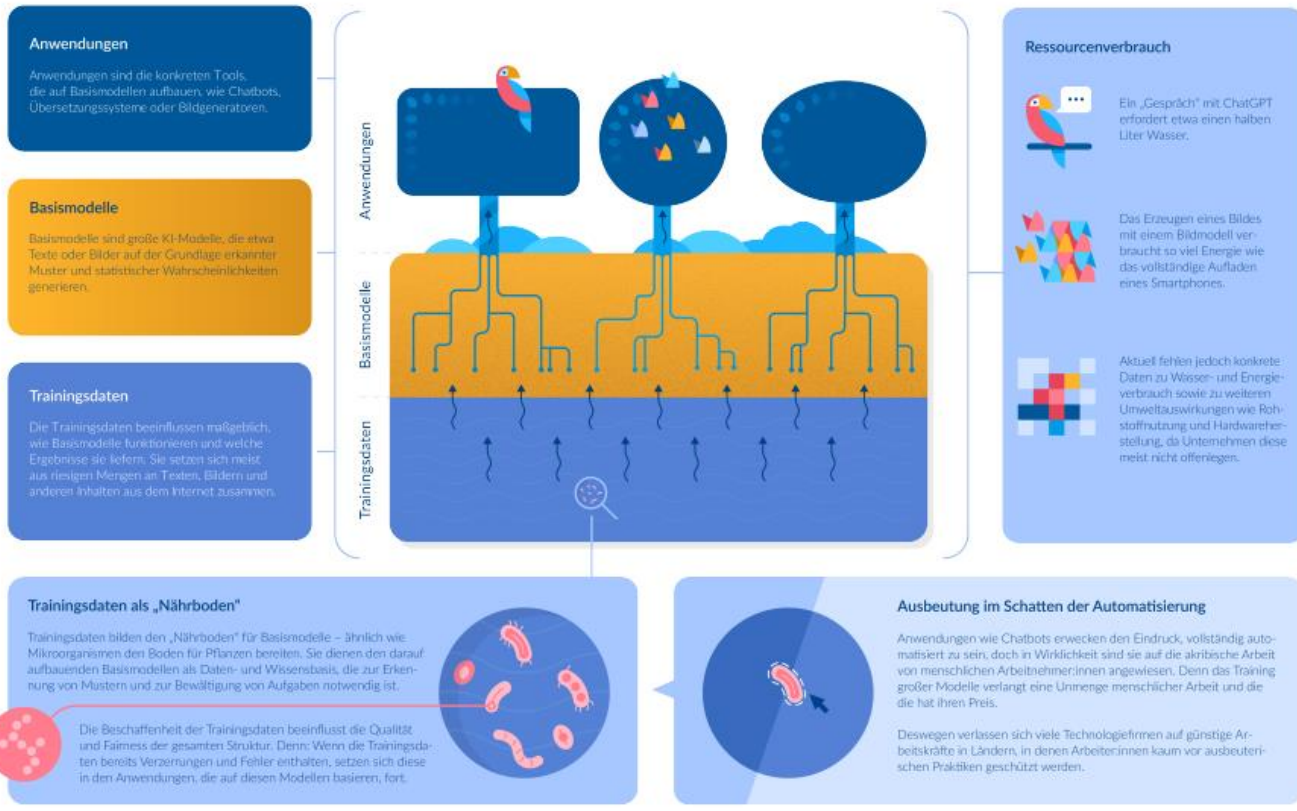 Anwendungen
Anwendungen sind die konkreten Tools,
die auf Basismodellen aufbauen, wie Chatbots,
Übersetzungssysteme oder Bildgeneratoren.
Basismodelle
Basismodelle sind große KI-Modelle, die etwa
Texte oder Bilder auf der Grundlage erkannter
Muster und statistischer Wahrscheinlichkeiten
generieren.
Trainingsdaten
Die Trainingsdaten beeinflussen maßgeblich,
wie Basismodelle funktionieren und welche
Ergebnisse sie liefern. Sie setzen sich meist
aus riesigen Mengen an Texten, Bildern und
anderen Inhalten aus dem Internet zusammen.
Anwendungen
Basismodelle
Trainingsdaten
Ressourcenverbrauch
Ein „Gespräch" mit ChatGPT
erfordert etwa einen halben
Liter Wasser.
Das Erzeugen eines Bildes
mit einem Bildmodell ver-
braucht so viel Energie wie
das vollständige Aufladen
eines Smartphones.
Aktuell fehlen jedoch konkrete
Daten zu Wasser- und Energie-
verbrauch sowie zu weiteren
Umweltauswirkungen wie Roh-
stoffnutzung und Hardwareher-
stellung, da Unternehmen diese
meist nicht offenlegen.
Trainingsdaten als „Nährboden"
Trainingsdaten bilden den „Nährboden" für Basismodelle – ähnlich wie
Mikroorganismen den Boden für Pflanzen bereiten. Sie dienen den darauf
aufbauenden Basismodellen als Daten- und Wissensbasis, die zur Erken-
nung von Mustern und zur Bewältigung von Aufgaben notwendig ist.
Die Beschaffenheit der Trainingsdaten beeinflusst die Qualität
und Fairness der gesamten Struktur. Denn: Wenn die Trainingsda-
ten bereits Verzerrungen und Fehler enthalten, setzen sich diese
in den Anwendungen, die auf diesen Modellen basieren, fort.
Ausbeutung im Schatten der Automatisierung
Anwendungen wie Chatbots erwecken den Eindruck, vollständig auto-
matisiert zu sein, doch in Wirklichkeit sind sie auf die akribische Arbeit
von menschlichen Arbeitnehmer:innen angewiesen. Denn das Training
großer Modelle verlangt eine Unmenge menschlicher Arbeit und die
die hat ihren Preis.
Deswegen verlassen sich viele Technologiefirmen auf günstige Ar-
beitskräfte in Ländern, in denen Arbeiter:innen kaum vor ausbeuteri-
schen Praktiken geschützt werden.